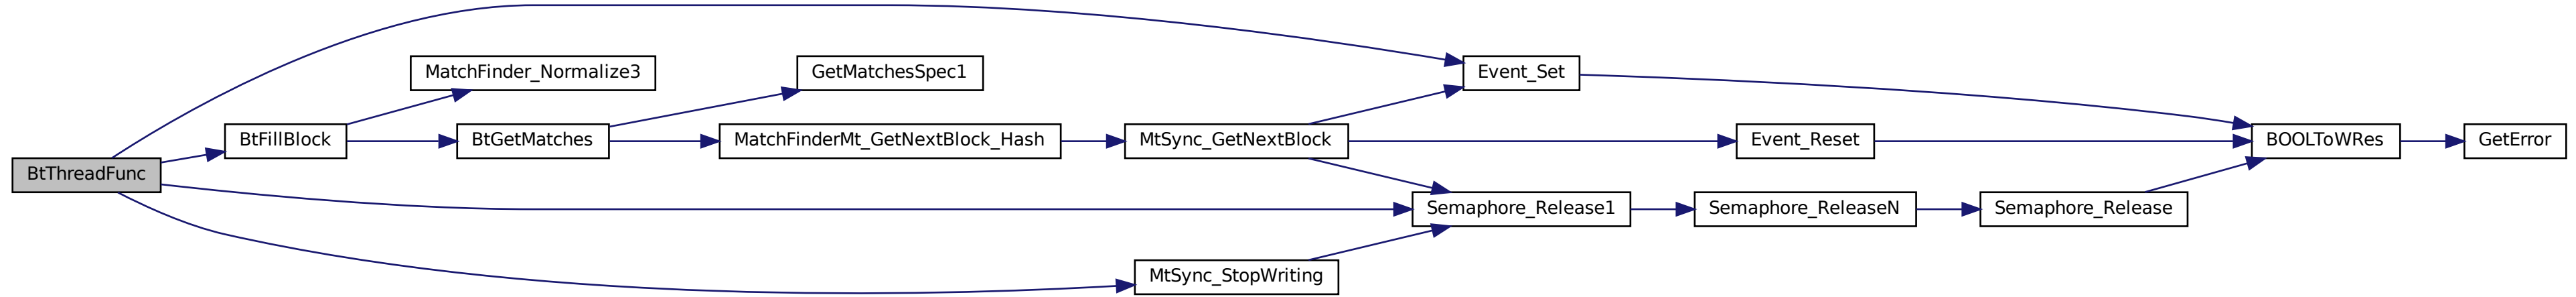 BtThreadFunc
BtFillBlock
MatchFinder_Normalize3
BtGetMatches
GetMatchesSpec1
MatchFinderMt_GetNextBlock_Hash
MtSync_GetNextBlock
Event_Set
Event_Reset
BOOLToWRes
GetError
Semaphore_Release1
Semaphore_ReleaseN
Semaphore_Release
MtSync_StopWriting